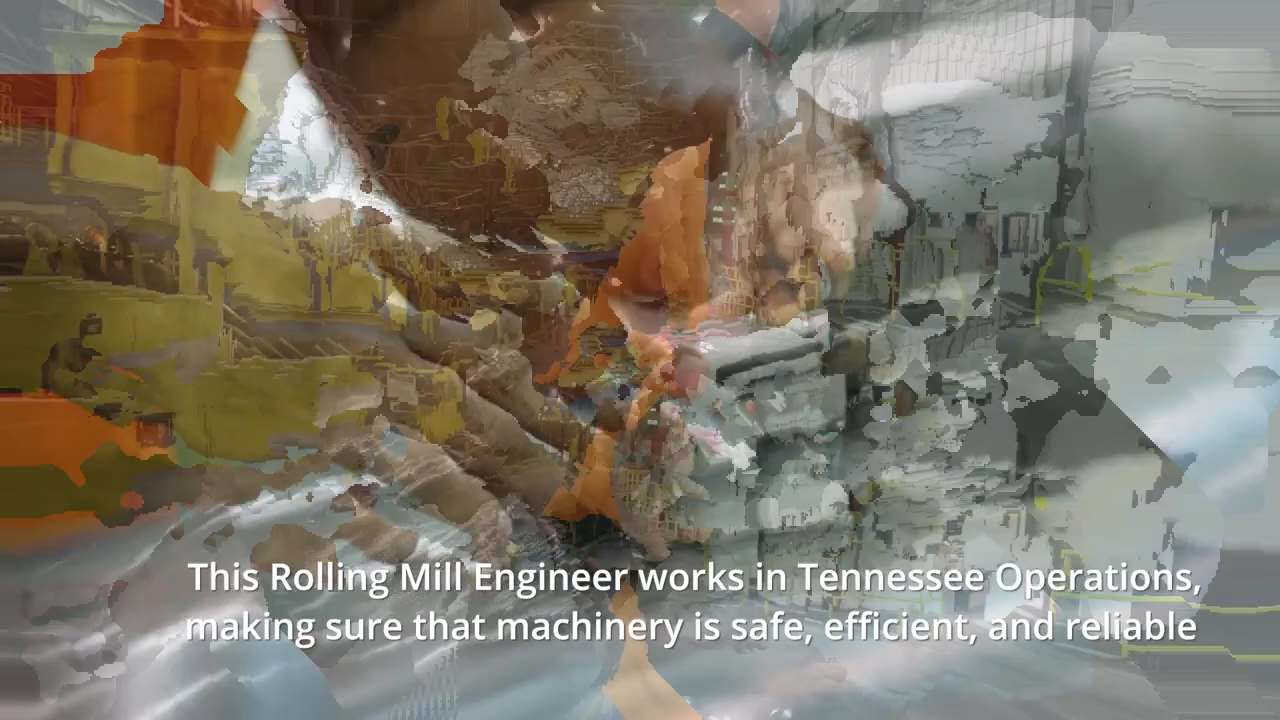 This Rolling Mill Engineer works in Tennessee Operations,
making sure that machinery is safe, efficient, and reliable